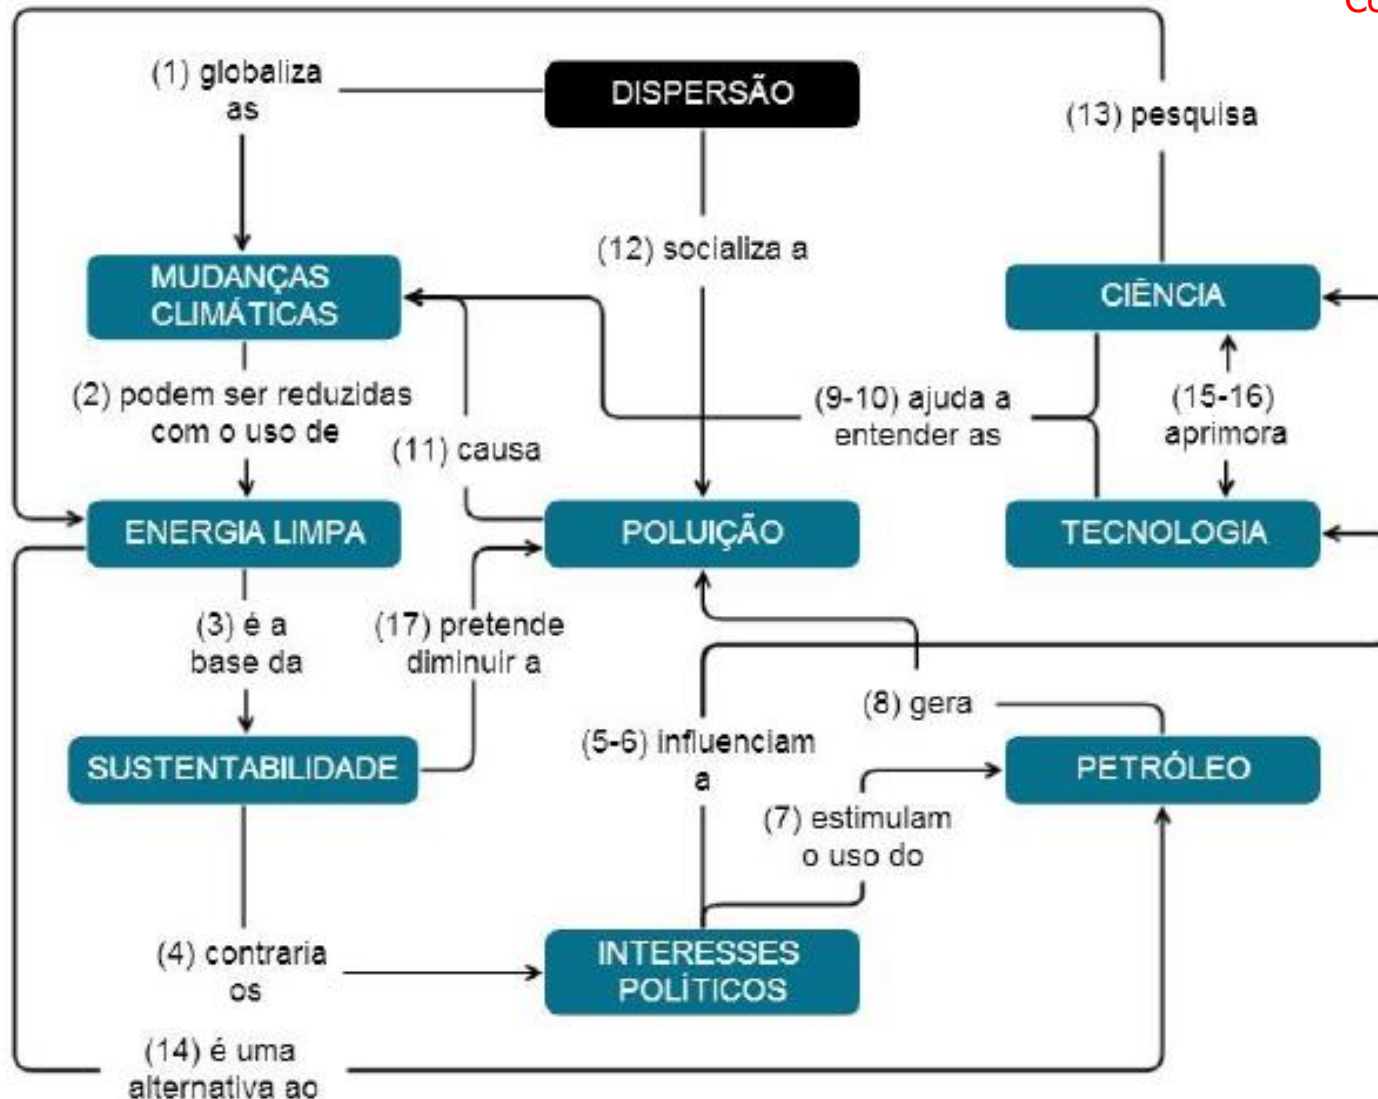 Co
(1) globaliza
as
DISPERSÃO
(13) pesquisa
(12) socializa a
MUDANÇAS
CLIMÁTICAS
CIÊNCIA
(2) podem ser reduzidas
com o uso de
(11) causa
(9-10) ajuda a
entender as
(15-16)
aprimora
ENERGIA LIMPA
POLUIÇÃO
TECNOLOGIA
(3) é a
base da
(17) pretende
diminuir a
(8) gera
SUSTENTABILIDADE
(5-6) influenciam
a
PETRÓLEO
(7) estimulam
o uso do
(4) contraria
os
INTERESSES
POLÍTICOS
(14) é uma
alternativa ao